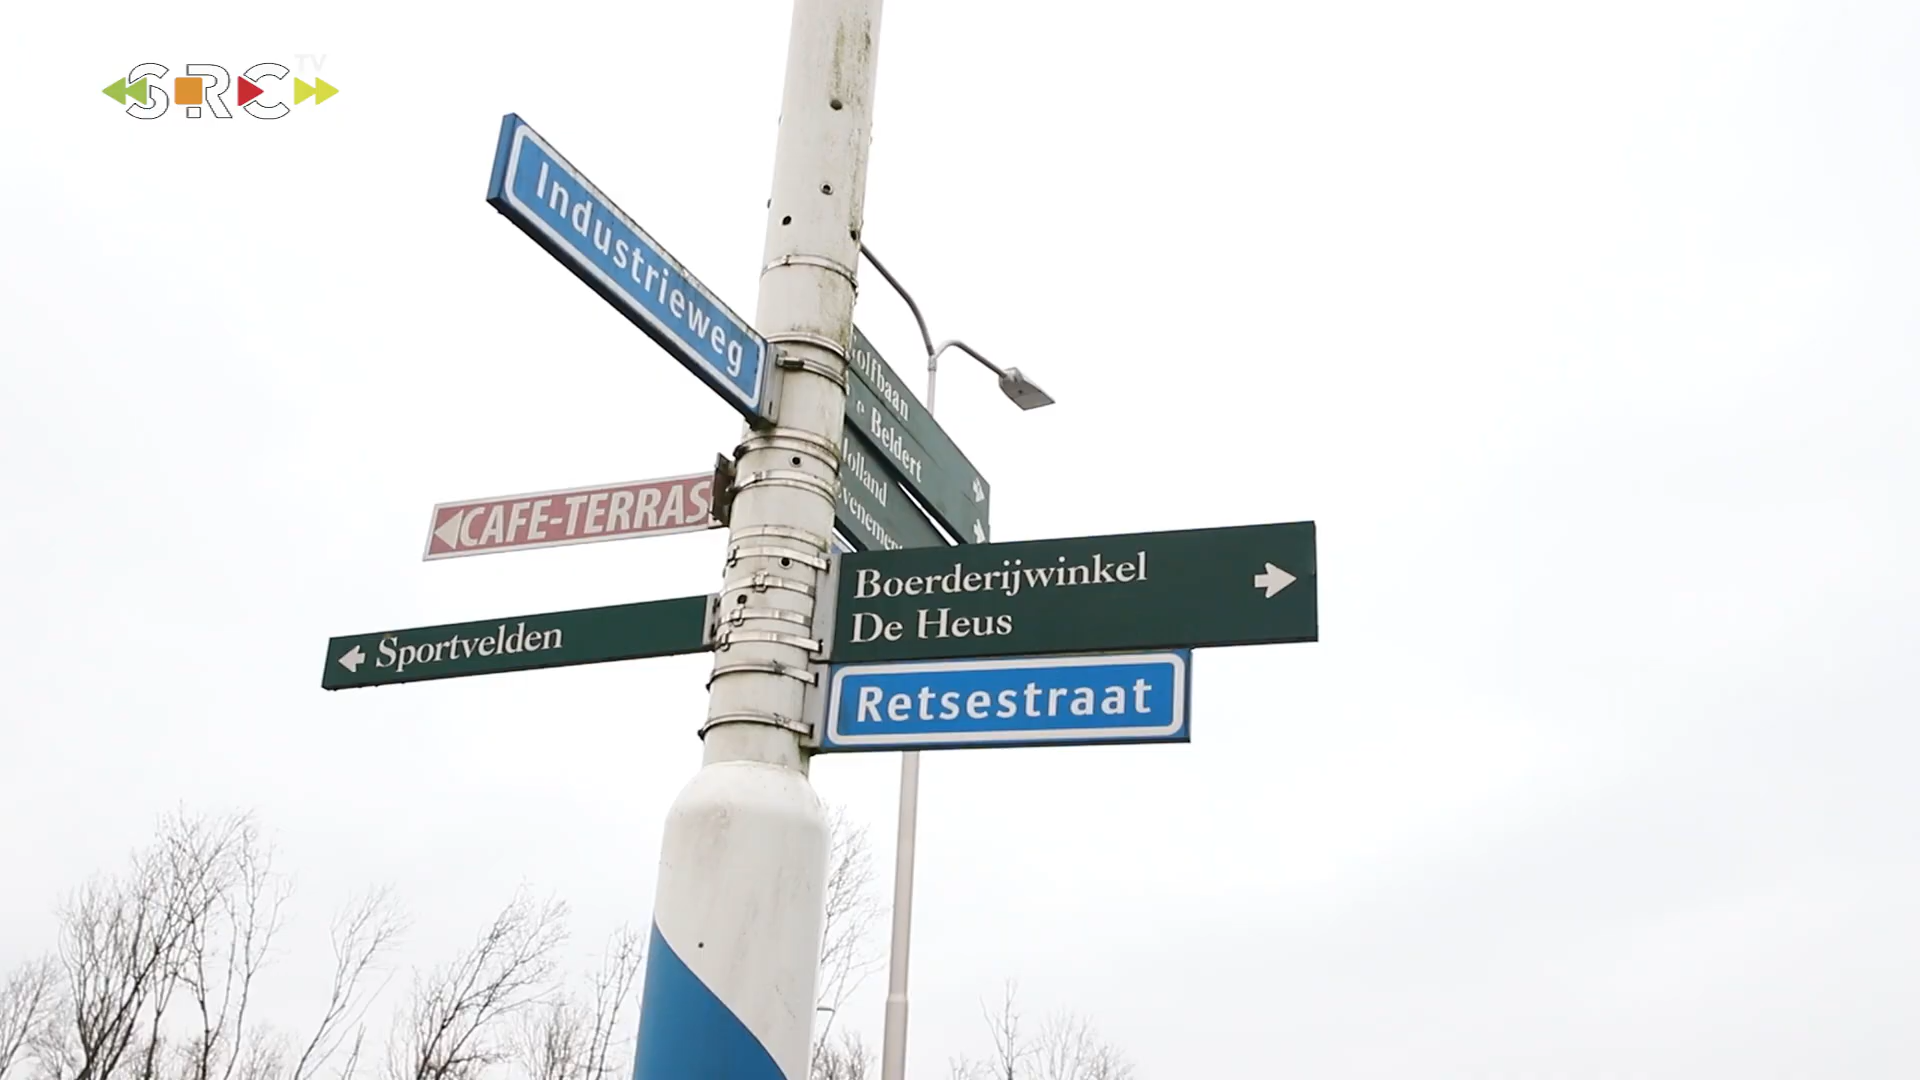 SRC TV
Industrieweg
Beldert
CAFE-TERRAS
Boerderijwinkel
De Heus
Sportvelden
Retsestraat